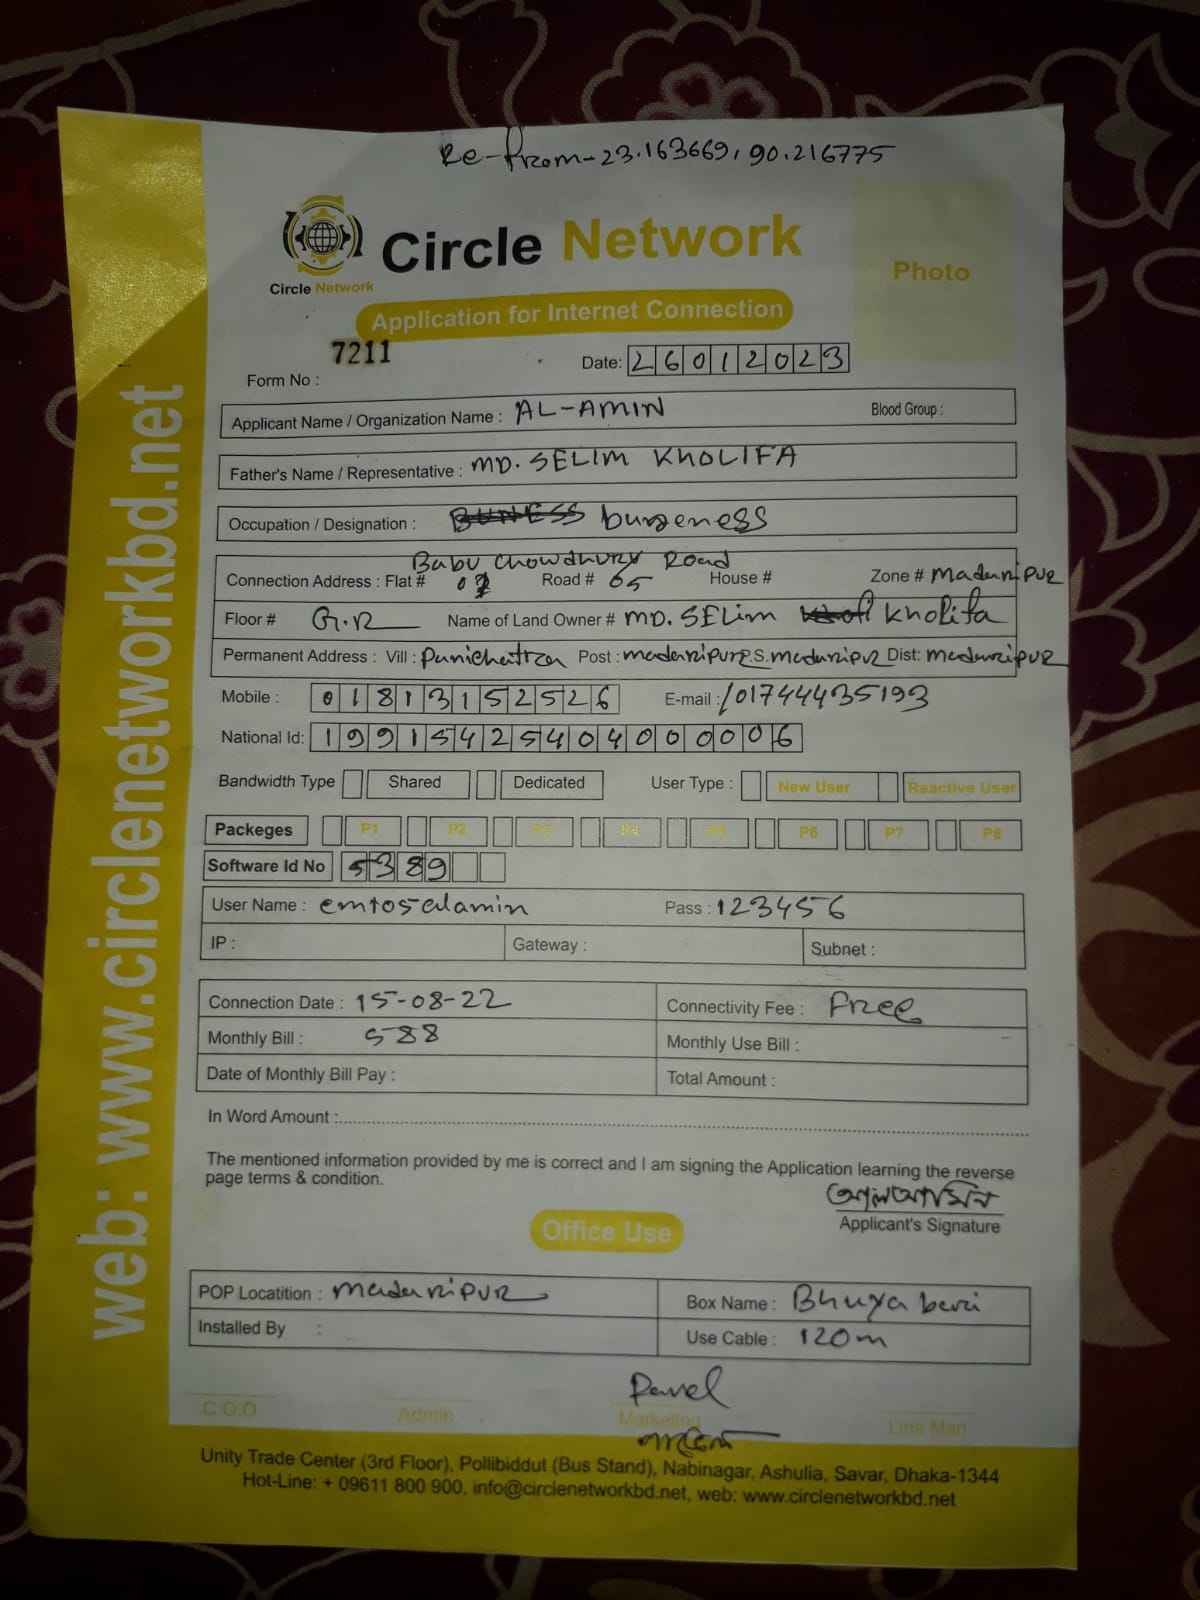 Re-from-23.163669, 90.216775
Circle Network
Circle Network
Photo
Application for Internet Connection
7211
Form No :
Date: 26012023
Applicant Name / Organization Name : AL-AMIN Blood Group :
Father's Name / Representative : MD. SELIM KHOLIFA
Occupation / Designation : BUNESS buseness
Babu Chowdhury Road
Connection Address : Flat # 02 Road # 65 House # Zone # Madaripur
Floor # G.R Name of Land Owner # MD. SELim Kholifa
Permanent Address : Vill : Panichatra Post : madaripur P.S. madaripur Dist: madaripur
Mobile : 01813152526 E-mail : /01744435193
National Id: 19915425404000006
Bandwidth Type Shared Dedicated User Type : New User Reactive User
Packeges P1 P2 P3 P4 P5 P6 P7 P8
Software Id No 5389
User Name : emtosalamin Pass : 123456
IP : Gateway : Subnet :
Connection Date : 15-08-22 Connectivity Fee : Free
Monthly Bill : 588 Monthly Use Bill :
Date of Monthly Bill Pay : Total Amount :
In Word Amount :
The mentioned information provided by me is correct and I am signing the Application learning the reverse
page terms & condition.
আলআমিন
Applicant's Signature
Office Use
POP Locatition : madaripur Box Name : Bhuya bari
Installed By : Use Cable : 120m
Pavel
C.O.O Admin Marketing Line Man
Unity Trade Center (3rd Floor), Pollibiddut (Bus Stand), Nabinagar, Ashulia, Savar, Dhaka-1344
Hot-Line: + 09611 800 900, info@circlenetworkbd.net, web: www.circlenetworkbd.net
web: www.circlenetworkbd.net